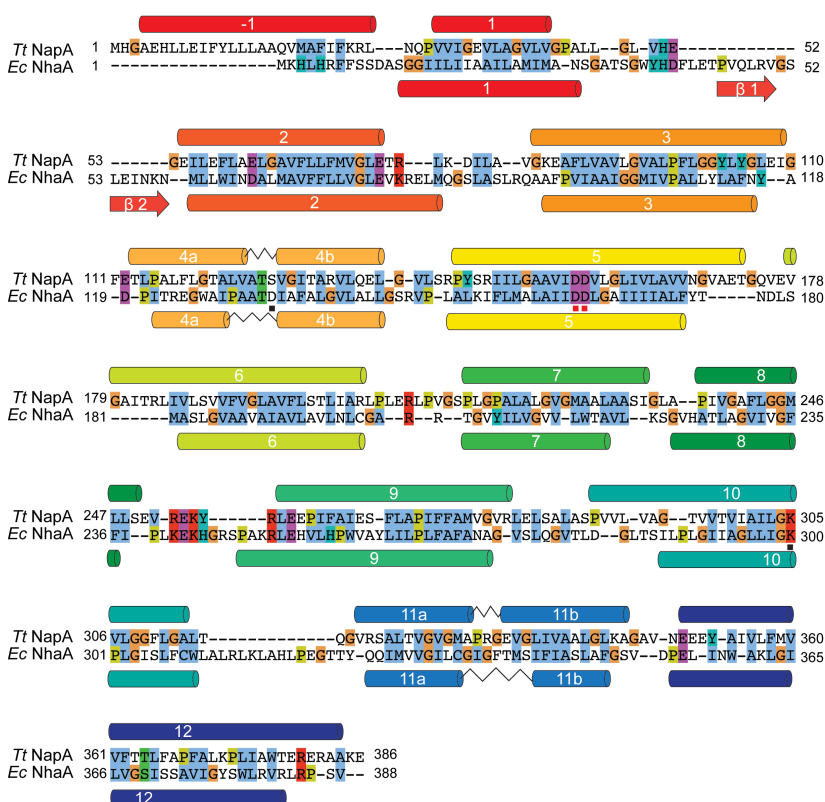 -1 1
Tt NapA 1 MHGAEHLLEIFYLLLAAQVMAFIFKRL---NQPVVIGEVLAGVLVGPALL--GL-VHE------------ 52
Ec NhaA 1 -----------------MKHLHRFFSSDASGGIILIIAAILAMIMA-NSGATSGWYHDFLETPVQLRVGS 52
1 β 1
2 3
Tt NapA 53 ------GEILEFLAELGAVFLLFMVGLETR---LK-DILA--VGKEAFLVAVLGVALPFLGGYLYGLEIG 110
Ec NhaA 53 LEINKN--MLLWINDALMAVFFLLVGLEVKRELMQGSLASLRQAAFPVIAAIGGMIVPALLYLAFNY--A 118
β 2 2 3
4a 4b 5
Tt NapA 111 FETLPALFLGTALVATSVGITARVLQEL-G-VLSRPYSRIILGAAVIDDVLGLIVLAVVNGVAETGQVEV 178
Ec NhaA 119 -D-PITREGWAIPAATDIAFALGVLALLGSRVP-LALKIFLMALAIIDDLGAIIIIALFYT-----NDLS 180
4a 4b 5
6 7 8
Tt NapA 179 GAITRLIVLSVVFVGLAVFLSTLIARLPLERLPVGSPLGPALALGVGMAALAASIGLA--PIVGAFLGGM 246
Ec NhaA 181 ------MASLGVAAVAIAVLAVLNLCGA--R--R--TGVYILVGVV-LWTAVL--KSGVHATLAGVIVGF 235
6 7 8
9 10
Tt NapA 247 LLSEV-REKY------RLEEPIFAIES-FLAPIFFAMVGVRLELSALASPVVL-VAG--TVVTVIAILGK 305
Ec NhaA 236 FI--PLKEKHGRSPAKRLEHVLHPWVAYLILPLFAFANAG-VSLQGVTLD--GLTSILPLGIIAGLLIGK 300
9 10
11a 11b
Tt NapA 306 VLGGFLGALT-------------QGVRSALTVGVGMAPRGEVGLIVAALGLKAGAV-NEEEY-AIVLFMV 360
Ec NhaA 301 PLGISLFCWLALRLKLAHLPEGTTY-QQIMVVGILCGIGFTMSIFIASLAFGSV--DPEL-INW-AKLGI 365
11a 11b
12
Tt NapA 361 VFTTLFAPFALKPLIAWTERERAAKE 386
Ec NhaA 366 LVGSISSAVIGYSWLRVRLRP-SV-- 388
12